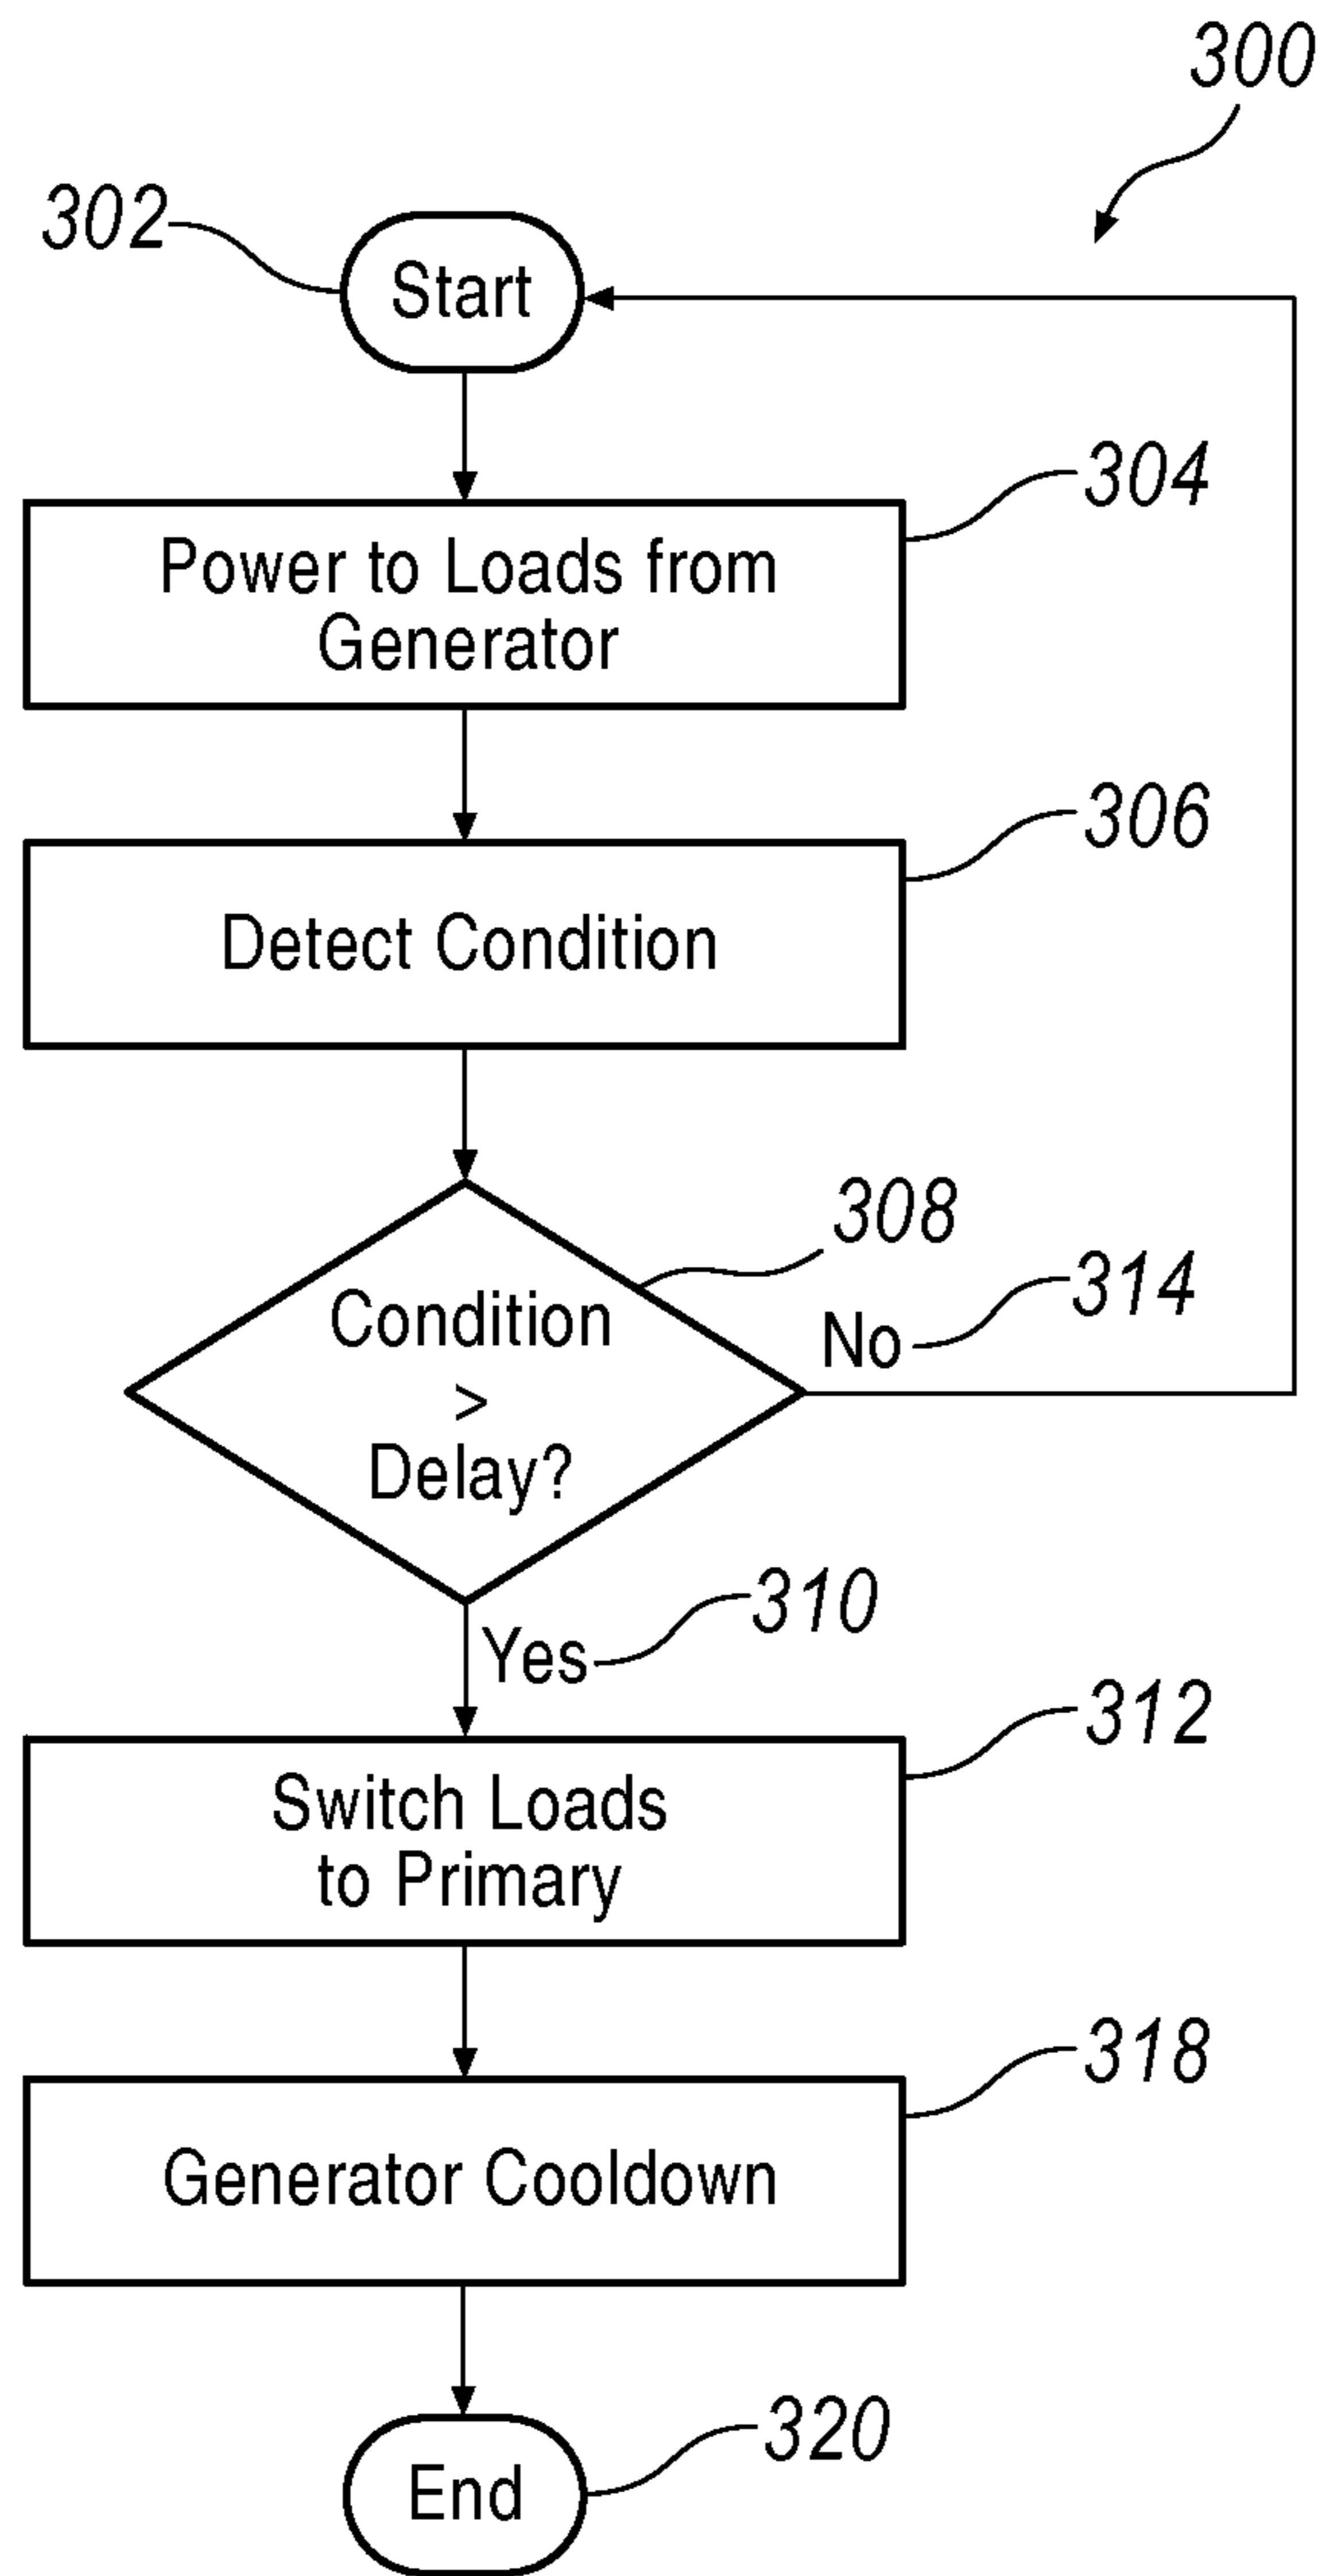 300
302
Start
304
Power to Loads from
Generator
306
Detect Condition
308
Condition
>
Delay?
No
314
310
Yes
312
Switch Loads
to Primary
318
Generator Cooldown
320
End